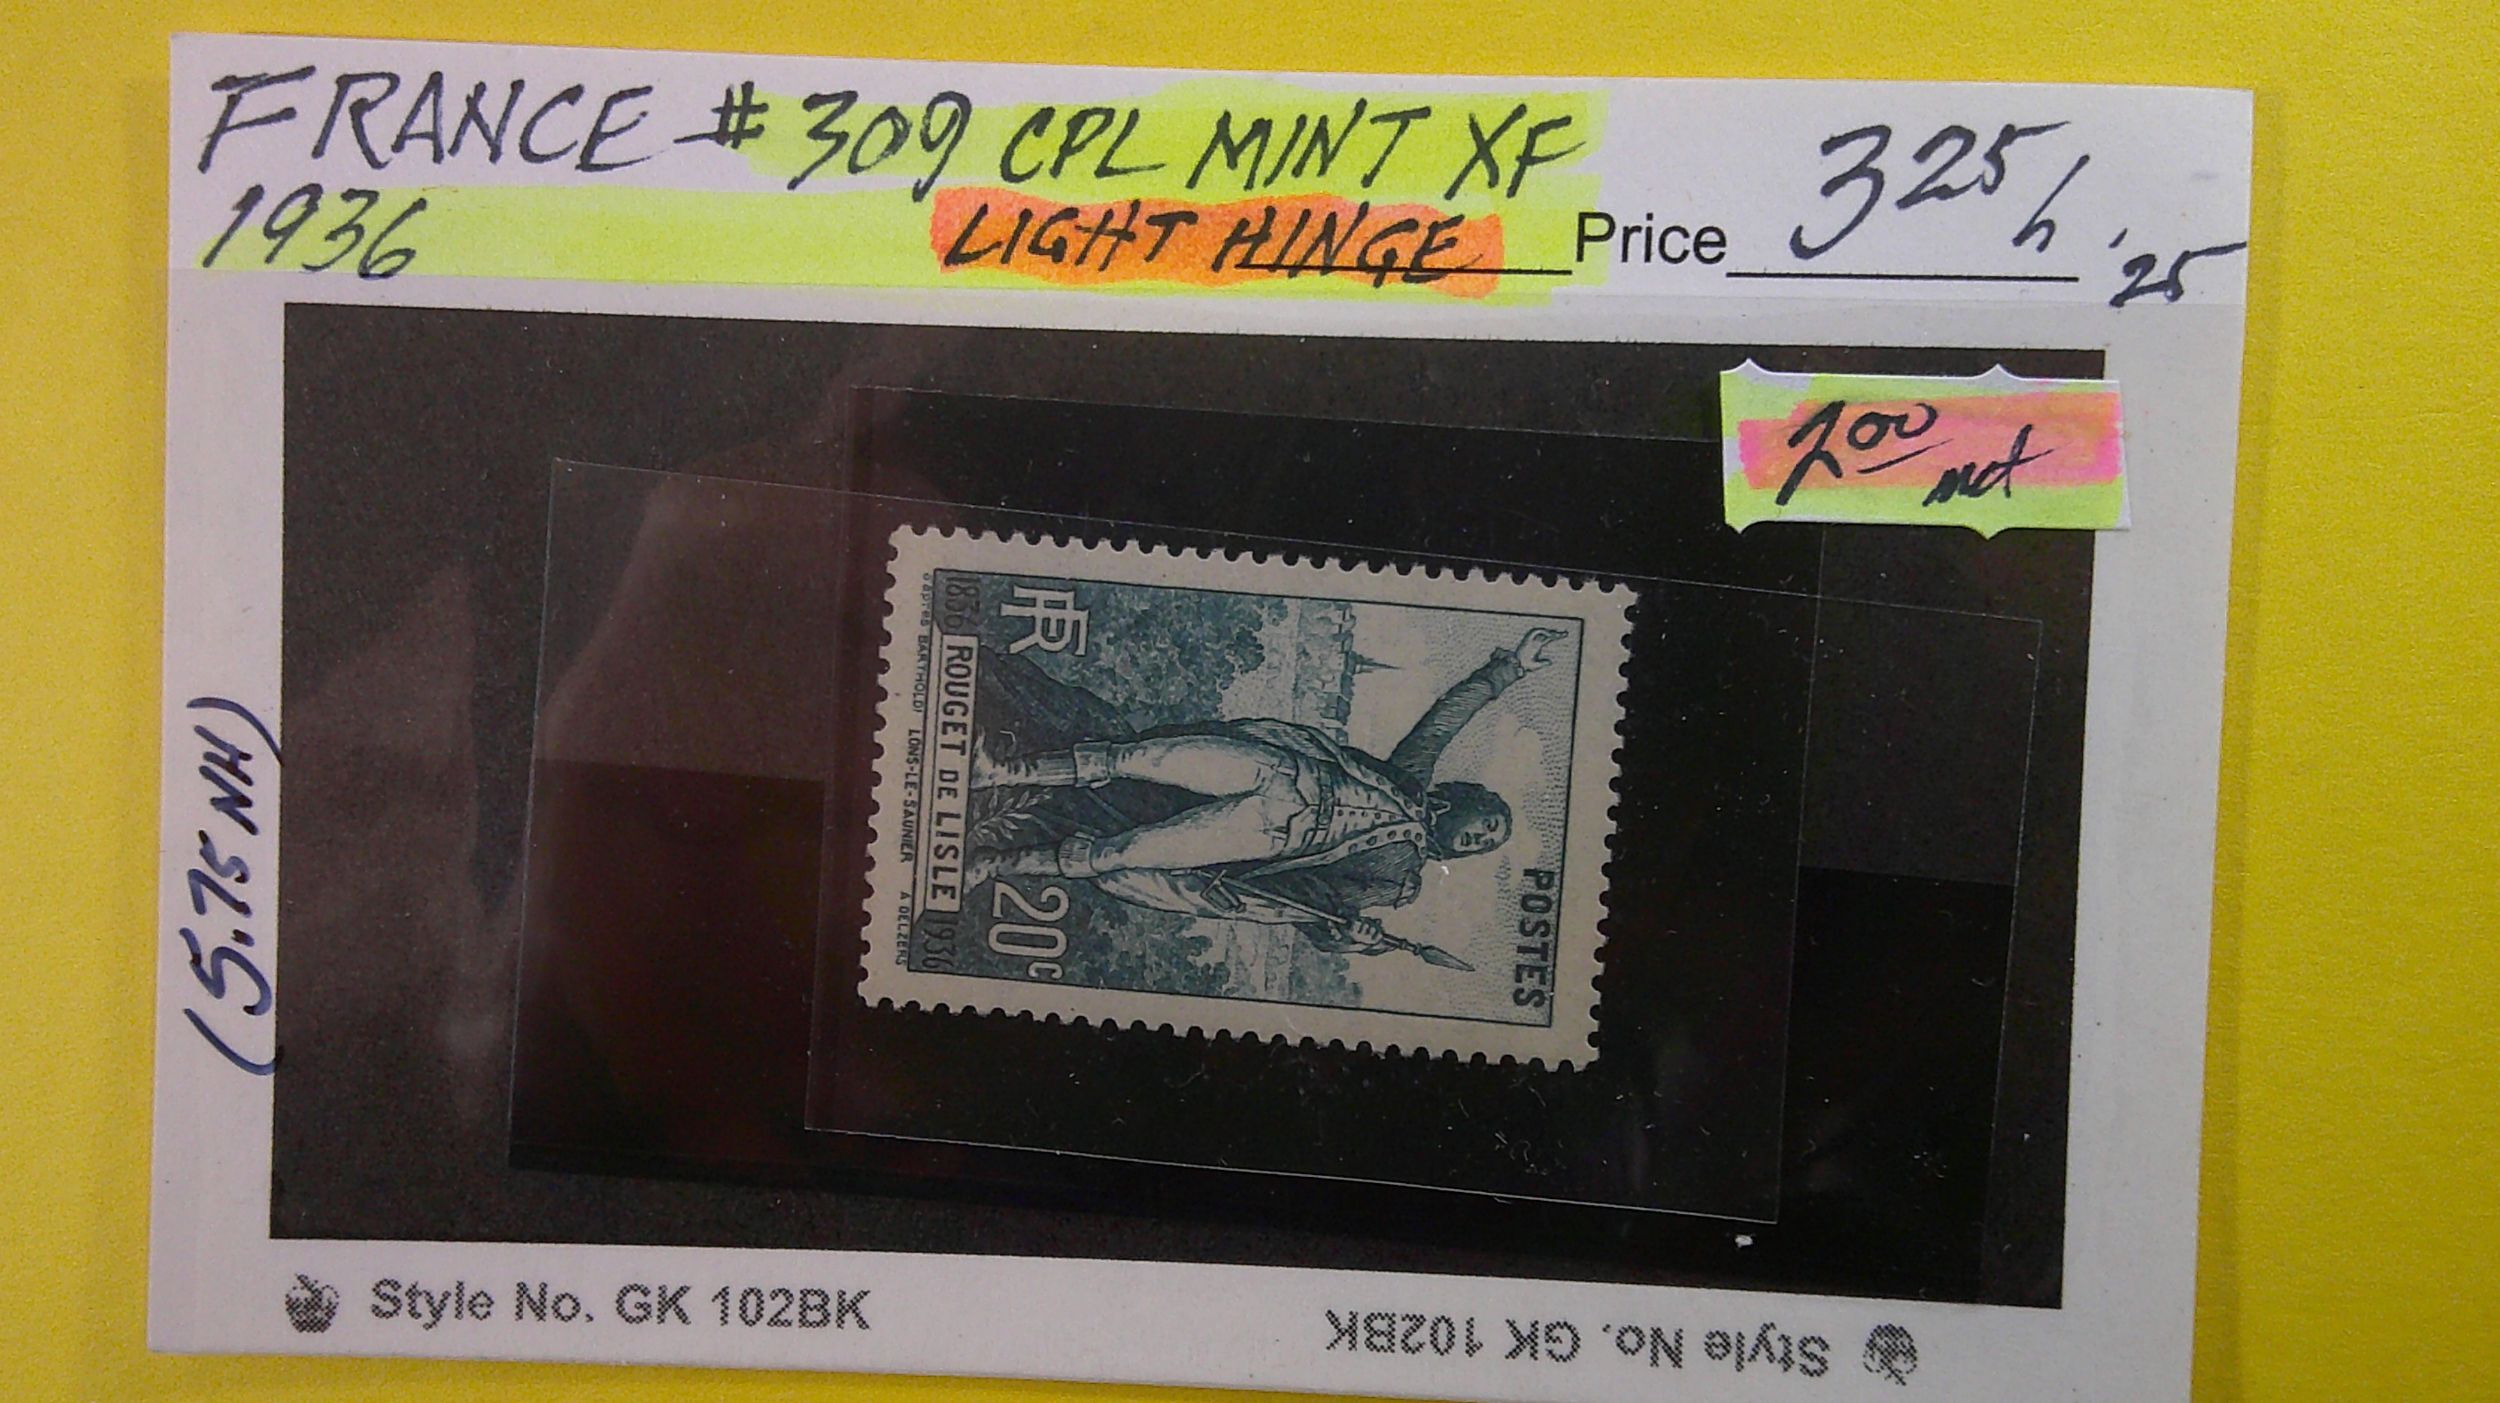 FRANCE # 309 CPL MINT XF
1936
LIGHT HINGE
Price 3 25/h
.25
2 00
(5.75 NH)
POSTES
RF
20c
1836 ROUGET DE LISLE 1936
d'après BARTHOLDI LONS-LE-SAUNIER A DELZERS
Style No. GK 102BK
Style No. GK 102BK